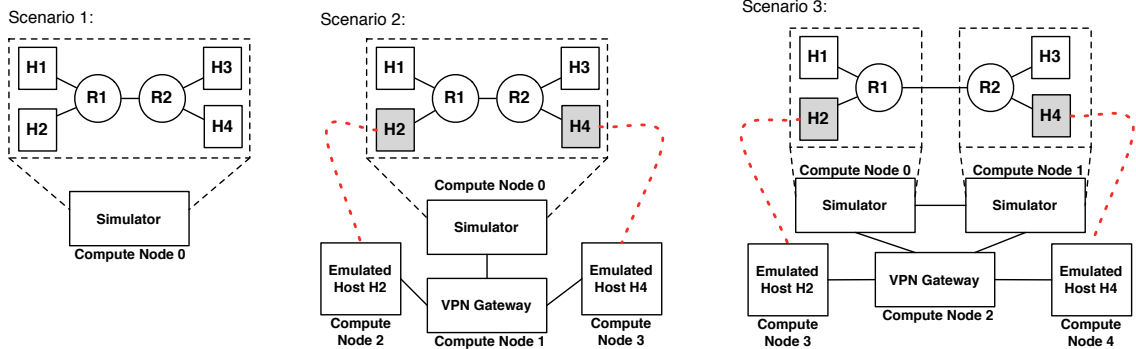 Scenario 1:
H1
H3
R1
R2
H2
H4
Simulator
Compute Node 0
Scenario 2:
H1
H3
R1
R2
H2
H4
Compute Node 0
Simulator
Emulated
Host H2
VPN Gateway
Emulated
Host H4
Compute
Node 2
Compute Node 1
Compute
Node 3
Scenario 3:
H1
H3
R1
R2
H2
H4
Compute Node 0
Compute Node 1
Simulator
Simulator
Emulated
Host H2
VPN Gateway
Emulated
Host H4
Compute Node 2
Compute
Node 3
Compute
Node 4